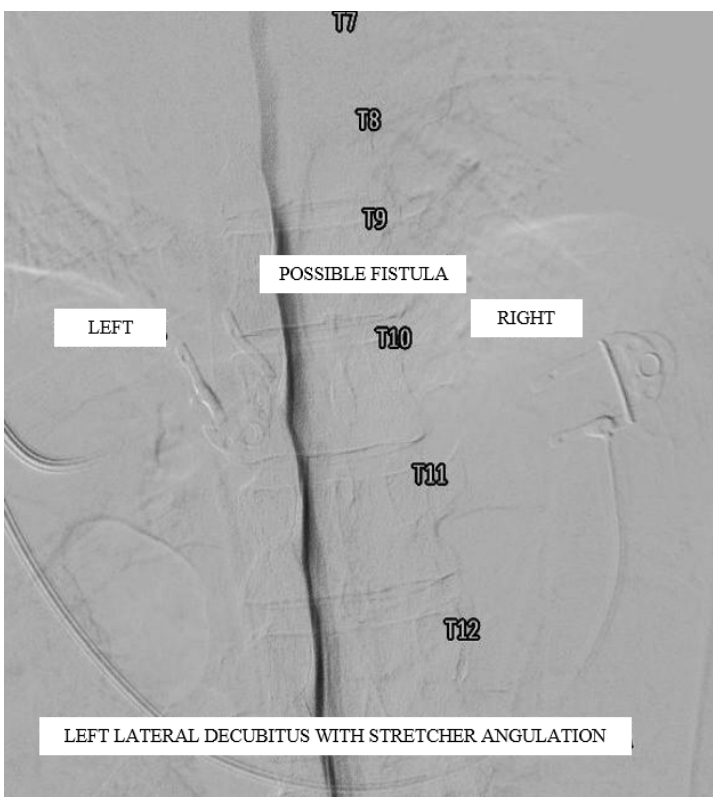 T7
T8
T9
POSSIBLE FISTULA
LEFT
RIGHT
T10
T11
T12
LEFT LATERAL DECUBITUS WITH STRETCHER ANGULATION